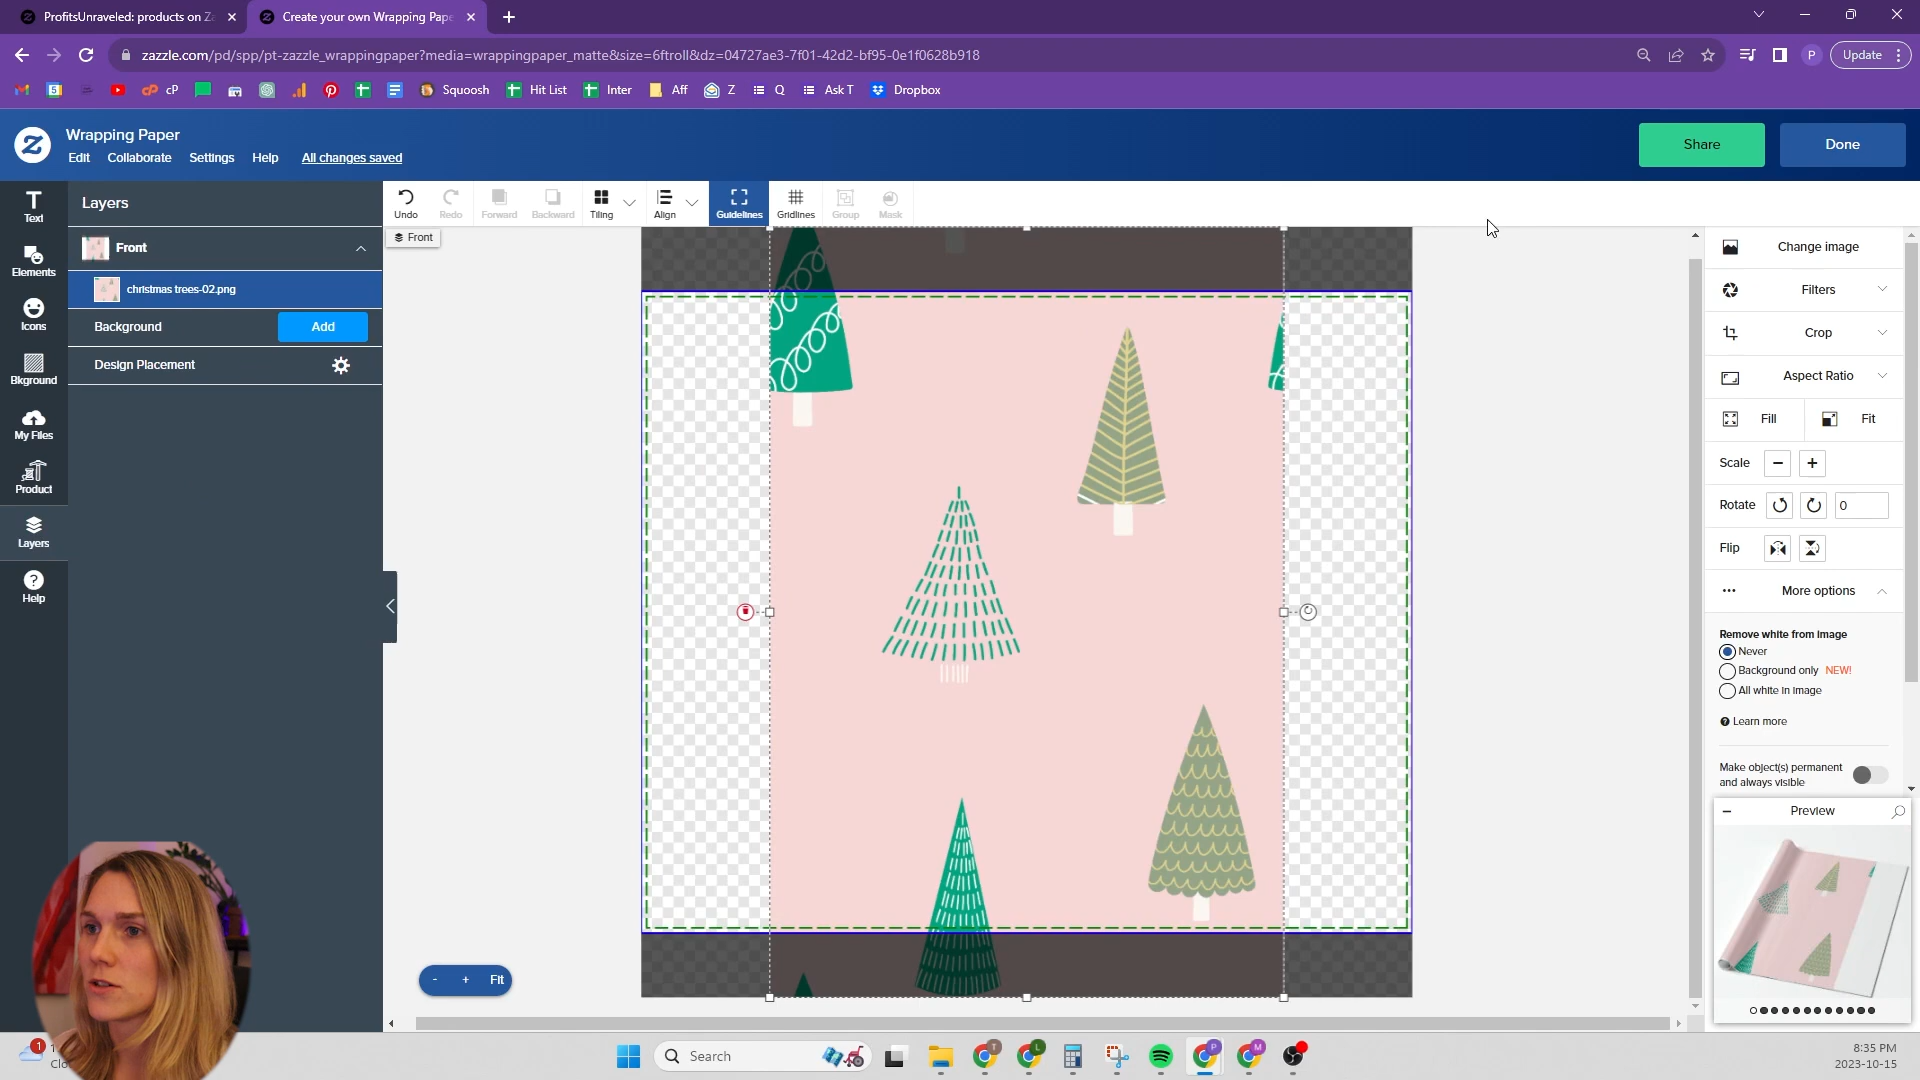 ProfitsUnraveled: products on Za
Create your own Wrapping Pape
zazzle.com/pd/spp/pt-zazzle_wrappingpaper?media=wrappingpaper_matte&size=6ftroll&dz=04727ae3-7f01-42d2-bf95-0e1f0628b918
P
Update
5
cP
Squoosh
Hit List
Inter
Aff
Z
Q
Ask T
Dropbox
Wrapping Paper
Edit
Collaborate
Settings
Help
All changes saved
Share
Done
Text
Elements
Icons
Bkground
My Files
Product
Layers
Help
Layers
Front
christmas trees-02.png
Background
Add
Design Placement
Undo
Redo
Forward
Backward
Tiling
Align
Guidelines
Gridlines
Group
Mask
Front
- + Fit
Change image
Filters
Crop
Aspect Ratio
Fill
Fit
Scale
Rotate
0
Flip
More options
Remove white from image
Never
Background only NEW!
All white in image
Learn more
Make object(s) permanent
and always visible
Preview
1
Search
T
L
P
M
8:35 PM
2023-10-15